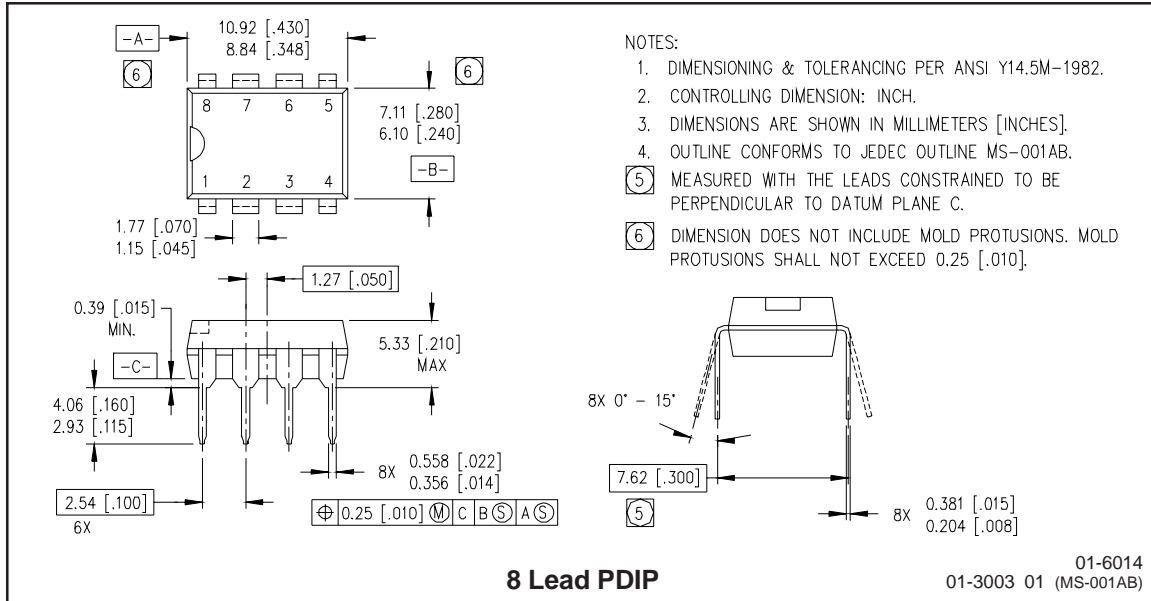 -A-
10.92 [.430]
8.84 [.348]
6
6
8 7 6 5
1 2 3 4
7.11 [.280]
6.10 [.240]
-B-
1.77 [.070]
1.15 [.045]
1.27 [.050]
0.39 [.015]
MIN.
-C-
5.33 [.210]
MAX
4.06 [.160]
2.93 [.115]
2.54 [.100]
6X
8X 0.558 [.022]
0.356 [.014]
⌖ 0.25 [.010] Ⓜ C B Ⓢ A Ⓢ
NOTES:
1. DIMENSIONING & TOLERANCING PER ANSI Y14.5M-1982.
2. CONTROLLING DIMENSION: INCH.
3. DIMENSIONS ARE SHOWN IN MILLIMETERS [INCHES].
4. OUTLINE CONFORMS TO JEDEC OUTLINE MS-001AB.
5 MEASURED WITH THE LEADS CONSTRAINED TO BE
PERPENDICULAR TO DATUM PLANE C.
6 DIMENSION DOES NOT INCLUDE MOLD PROTUSIONS. MOLD
PROTUSIONS SHALL NOT EXCEED 0.25 [.010].
8X 0° - 15°
7.62 [.300]
5
8X 0.381 [.015]
0.204 [.008]
8 Lead PDIP
01-6014
01-3003 01 (MS-001AB)